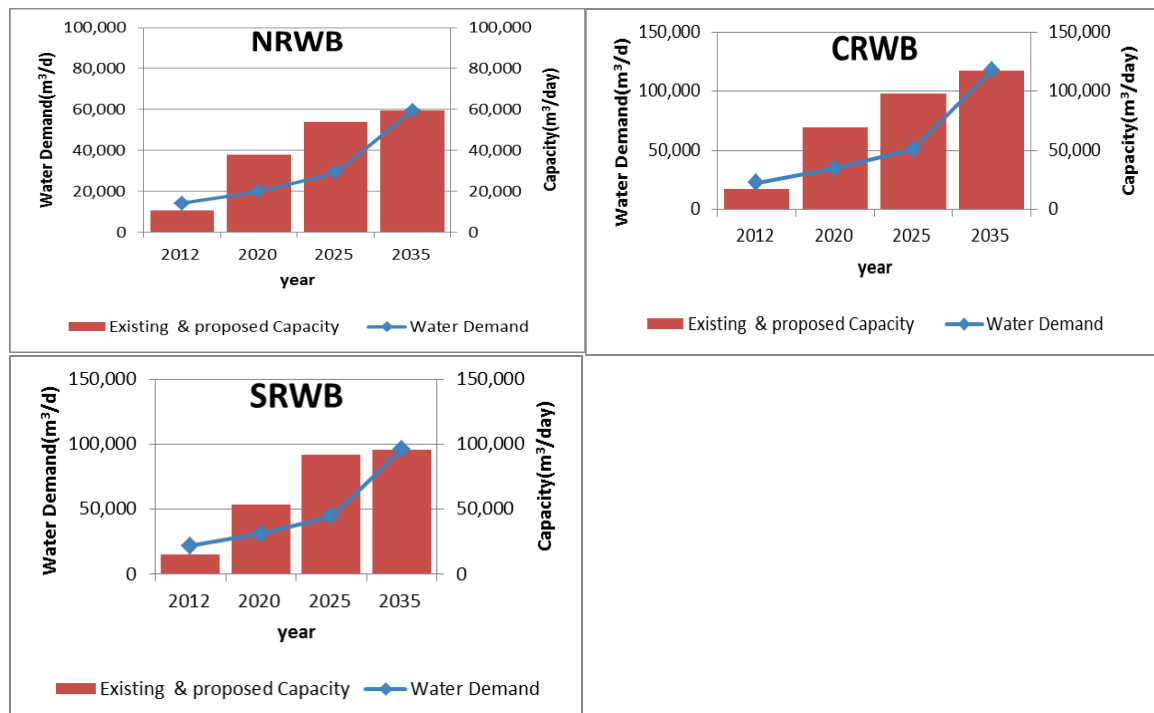 NRWB
Water Demand(m³/d)
100,000
80,000
60,000
40,000
20,000
0
100,000
80,000
60,000
40,000
20,000
0
Capacity(m³/day)
2012 2020 2025 2035
year
Existing & proposed Capacity Water Demand
CRWB
Water Demand(m³/d)
150,000
100,000
50,000
0
150,000
100,000
50,000
0
Capacity(m³/day)
2012 2020 2025 2035
year
Existing & proposed Capacity Water Demand
SRWB
Water Demand(m³/d)
150,000
100,000
50,000
0
150,000
100,000
50,000
0
Capacity(m³/day)
2012 2020 2025 2035
year
Existing & proposed Capacity Water Demand